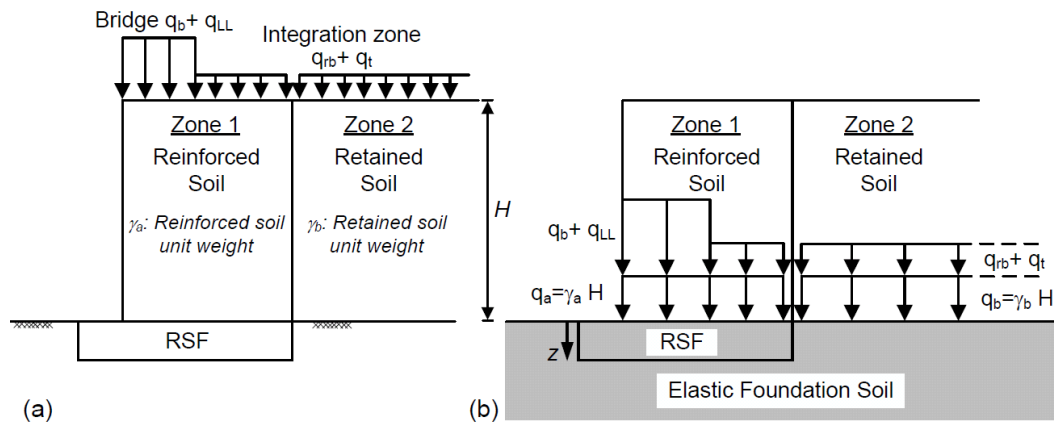 Bridge q_b+ q_LL
Integration zone
q_rb+ q_t
Zone 1
Reinforced
Soil
γ_a: Reinforced soil
unit weight
Zone 2
Retained
Soil
γ_b: Retained soil
unit weight
H
RSF
(a)
Zone 1
Reinforced
Soil
Zone 2
Retained
Soil
q_b+ q_LL
q_rb+ q_t
q_a=γ_a H
q_b=γ_b H
z
RSF
Elastic Foundation Soil
(b)